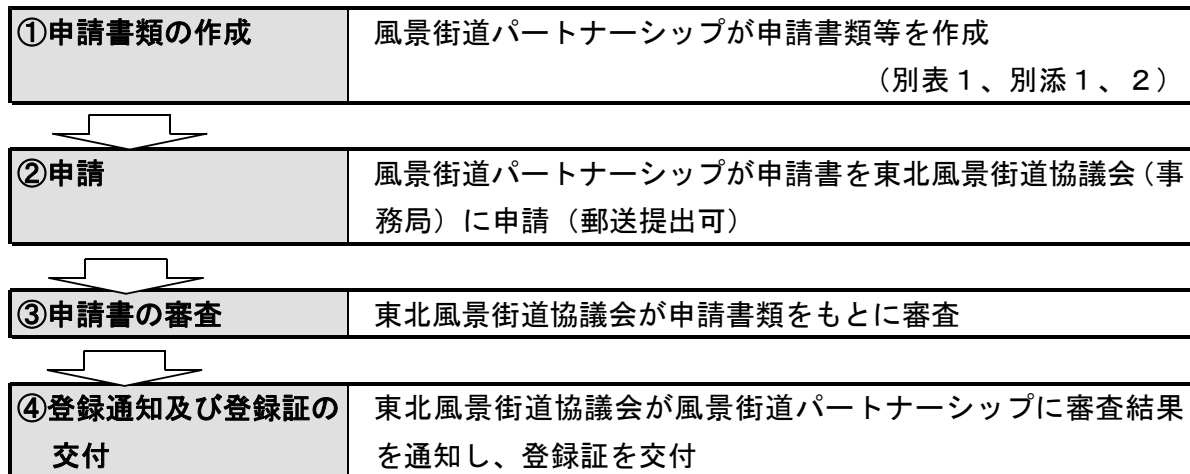 ①申請書類の作成
風景街道パートナーシップが申請書類等を作成
（別表１、別添１、２）
②申請
風景街道パートナーシップが申請書を東北風景街道協議会（事
務局）に申請（郵送提出可）
③申請書の審査
東北風景街道協議会が申請書類をもとに審査
④登録通知及び登録証の
交付
東北風景街道協議会が風景街道パートナーシップに審査結果
を通知し、登録証を交付